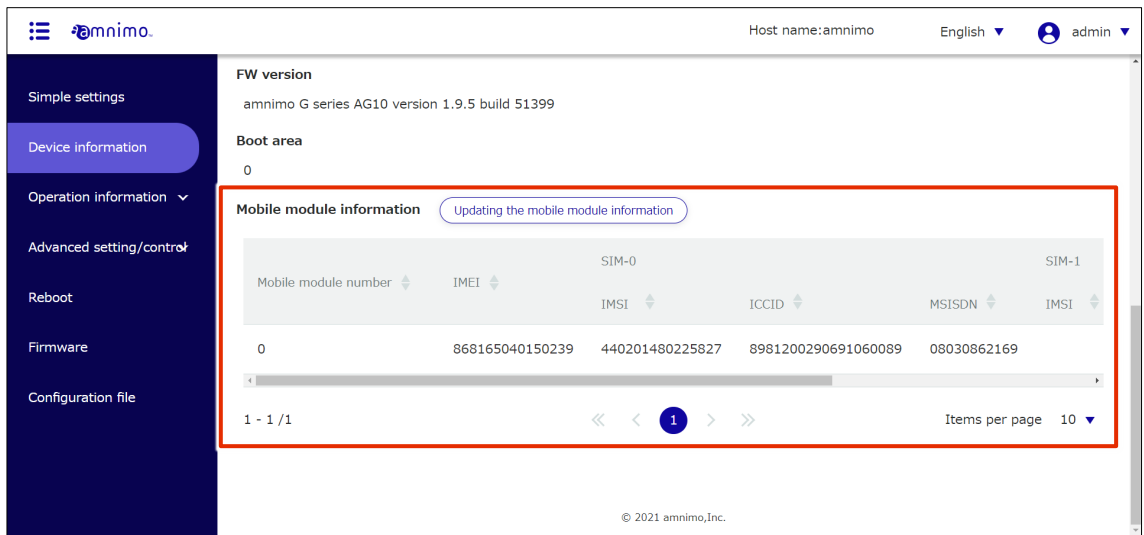 amnimo
Host name:amnimo
English
admin
Simple settings
Device information
Operation information
Advanced setting/control
Reboot
Firmware
Configuration file
FW version
amnimo G series AG10 version 1.9.5 build 51399
Boot area
0
Mobile module information
Updating the mobile module information
SIM-0
SIM-1
Mobile module number
IMEI
IMSI
ICCID
MSISDN
IMSI
0
868165040150239
440201480225827
8981200290691060089
08030862169
1 - 1 /1
1
Items per page
10
© 2021 amnimo,Inc.